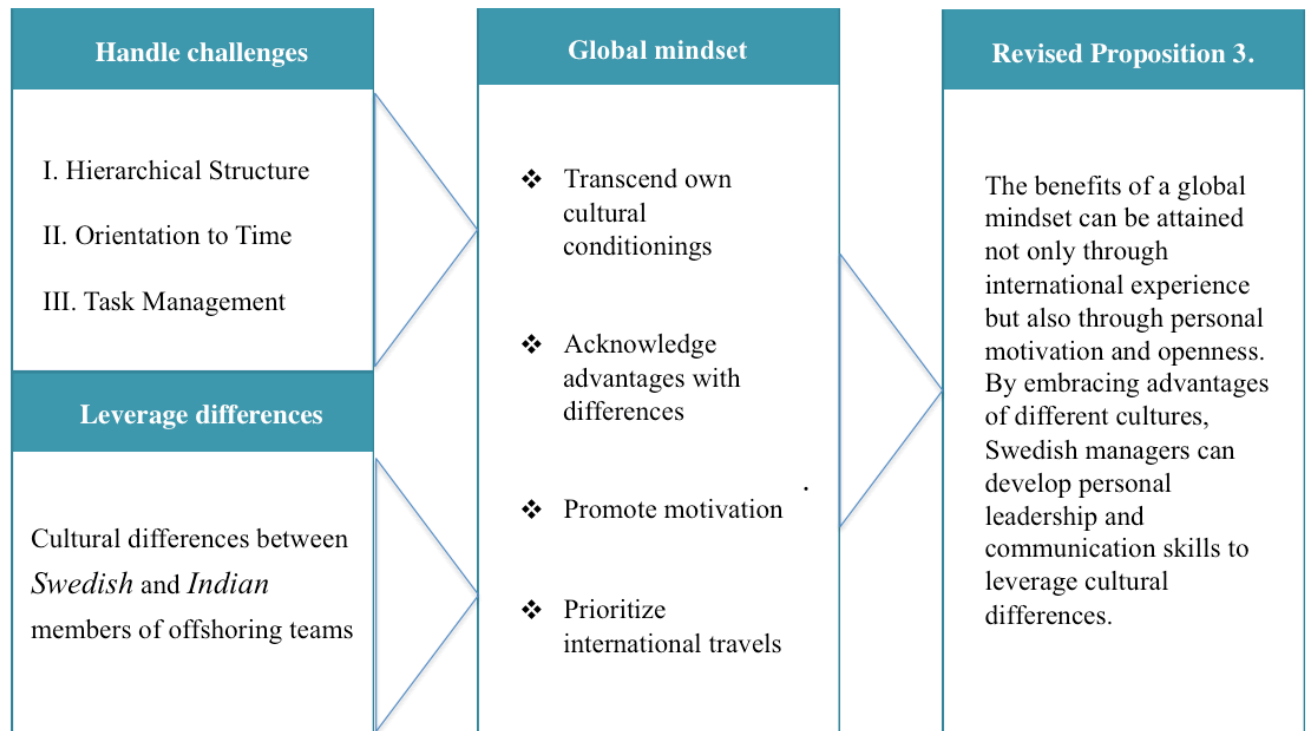 Handle challenges
I. Hierarchical Structure
II. Orientation to Time
III. Task Management
Leverage differences
Cultural differences between
Swedish and Indian
members of offshoring teams
Global mindset
❖ Transcend own
cultural
conditionings
❖ Acknowledge
advantages with
differences
.
❖ Promote motivation
❖ Prioritize
international travels
Revised Proposition 3.
The benefits of a global
mindset can be attained
not only through
international experience
but also through personal
motivation and openness.
By embracing advantages
of different cultures,
Swedish managers can
develop personal
leadership and
communication skills to
leverage cultural
differences.